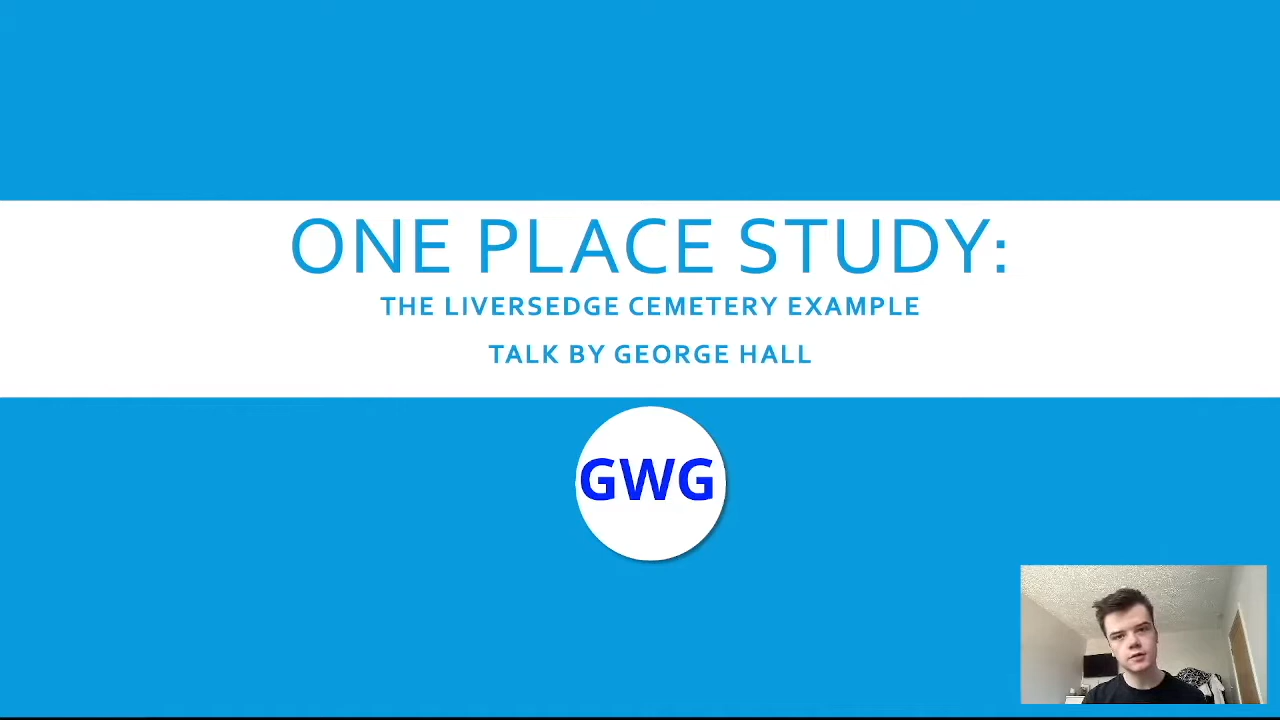 ONE PLACE STUDY:
THE LIVERSEDGE CEMETERY EXAMPLE
TALK BY GEORGE HALL
GWG